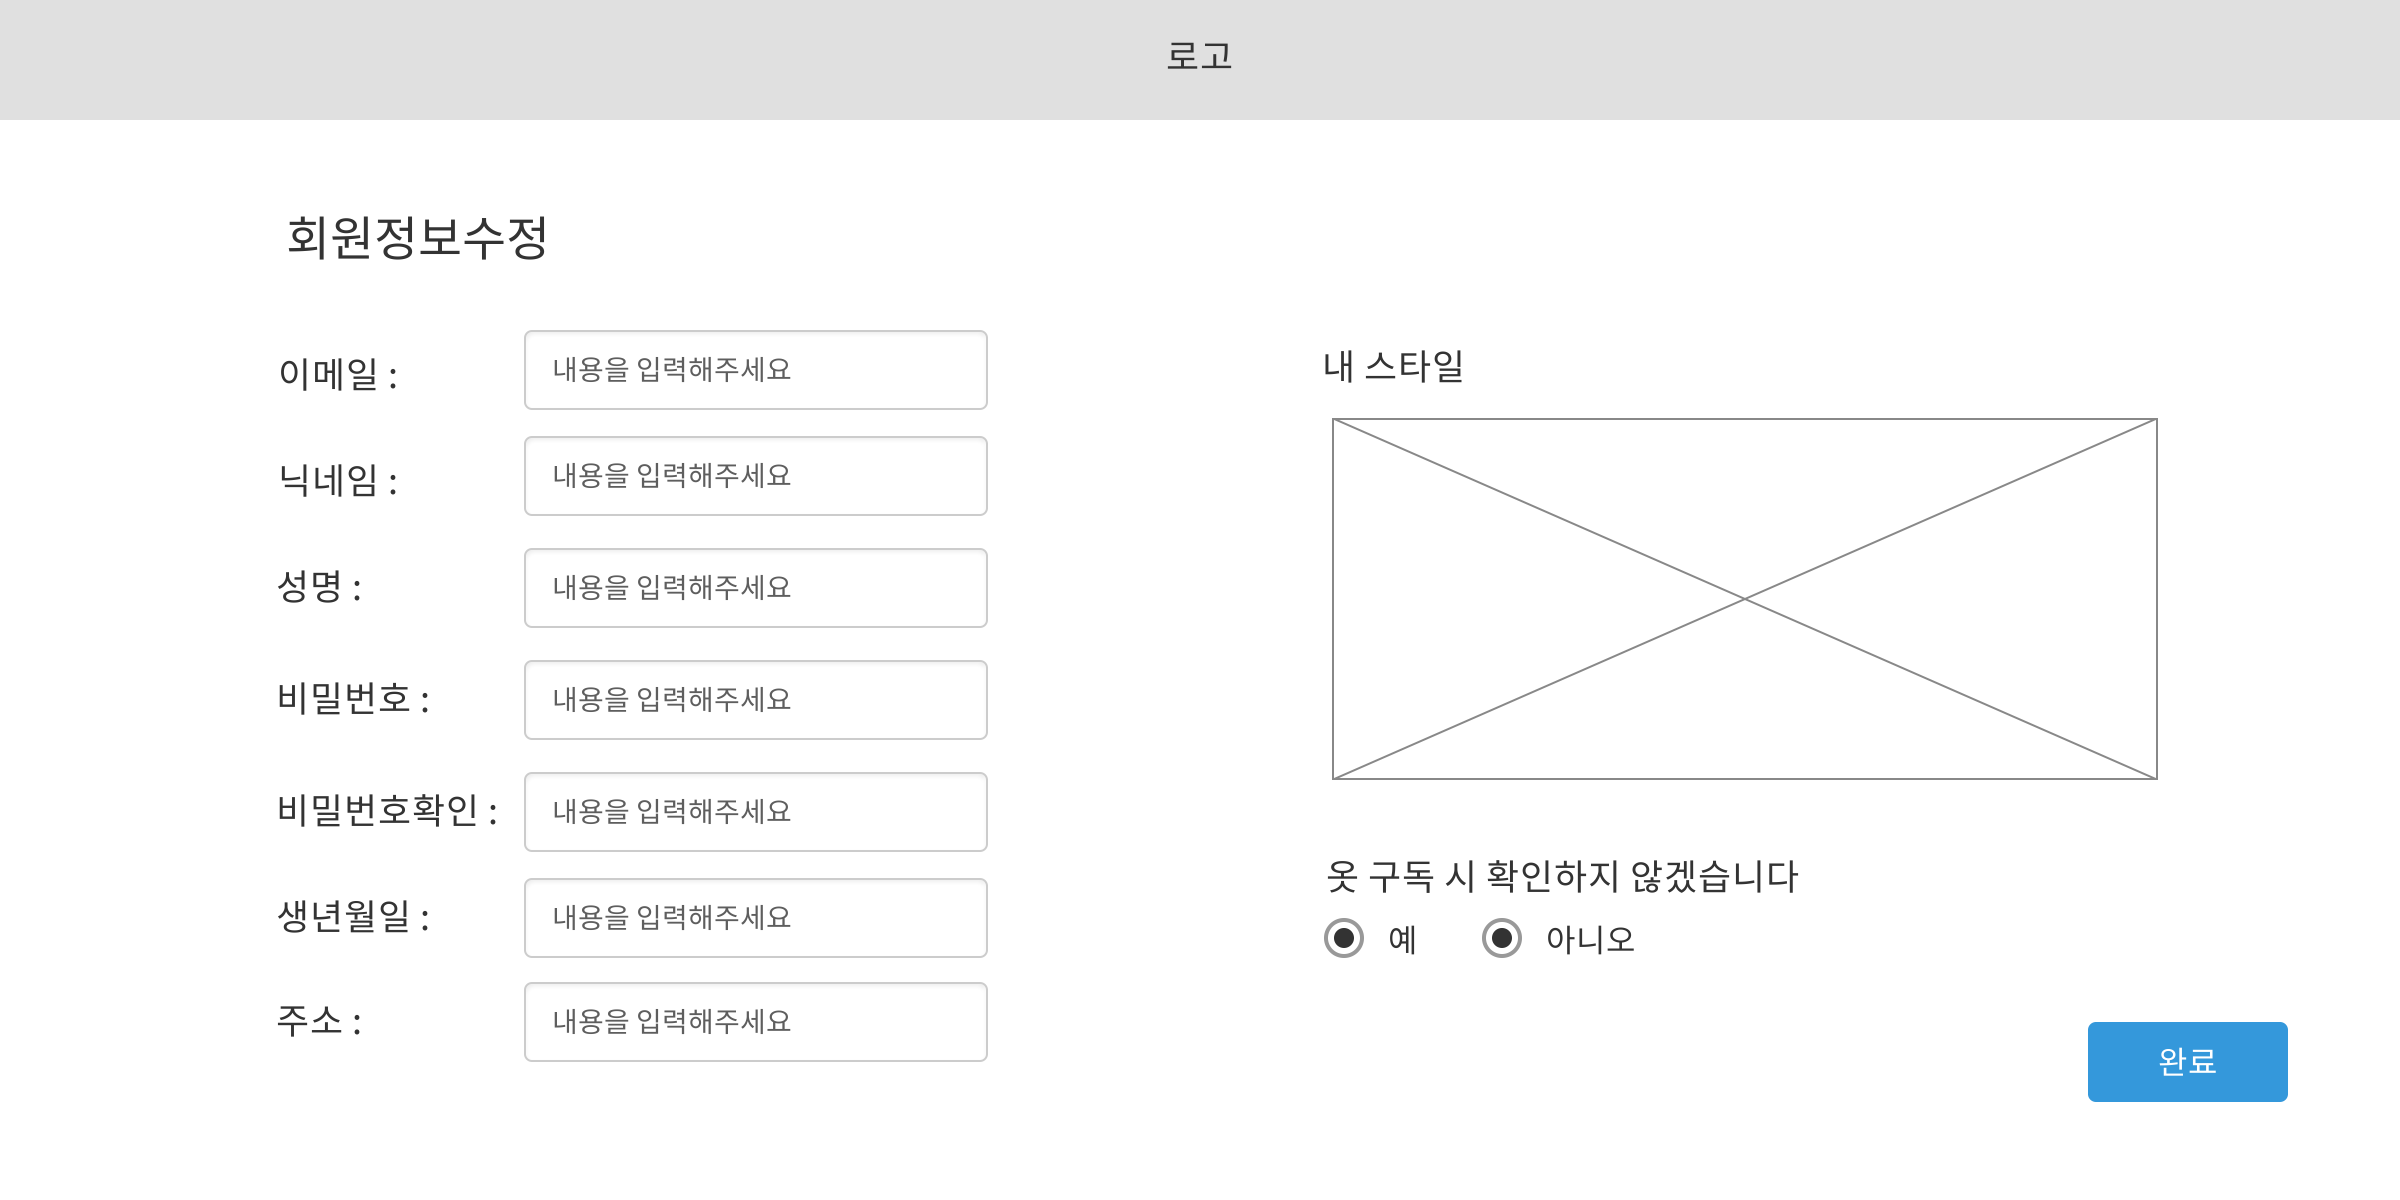 로고
회원정보수정
이메일 :
내용을 입력해주세요
닉네임 :
내용을 입력해주세요
성명 :
내용을 입력해주세요
비밀번호 :
내용을 입력해주세요
비밀번호확인 :
내용을 입력해주세요
생년월일 :
내용을 입력해주세요
주소 :
내용을 입력해주세요
내 스타일
옷 구독 시 확인하지 않겠습니다
예 아니오
완료